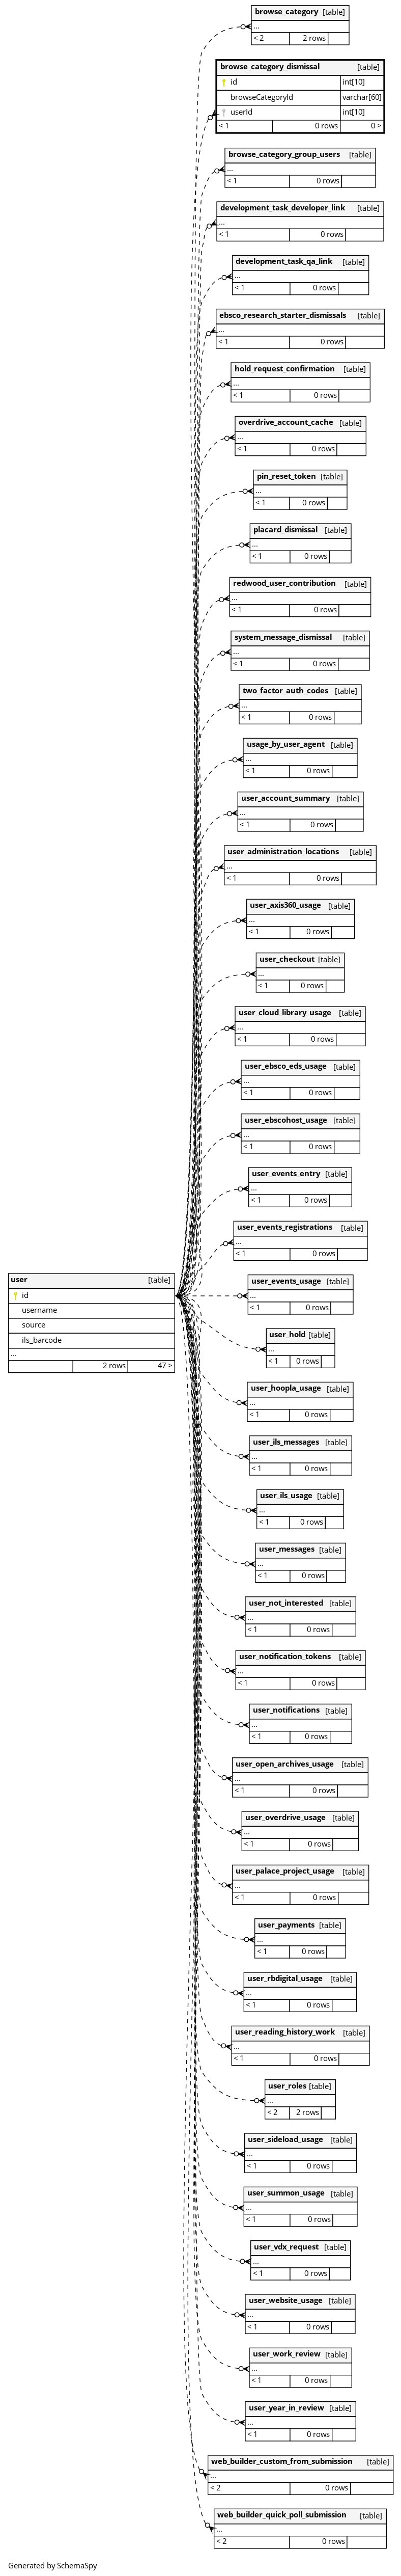 browse_category [table]
...
< 2 2 rows
browse_category_dismissal [table]
id int[10]
browseCategoryId varchar[60]
userId int[10]
< 1 0 rows 0 >
browse_category_group_users [table]
...
< 1 0 rows
development_task_developer_link [table]
...
< 1 0 rows
development_task_qa_link [table]
...
< 1 0 rows
ebsco_research_starter_dismissals [table]
...
< 1 0 rows
hold_request_confirmation [table]
...
< 1 0 rows
overdrive_account_cache [table]
...
< 1 0 rows
pin_reset_token [table]
...
< 1 0 rows
placard_dismissal [table]
...
< 1 0 rows
redwood_user_contribution [table]
...
< 1 0 rows
system_message_dismissal [table]
...
< 1 0 rows
two_factor_auth_codes [table]
...
< 1 0 rows
usage_by_user_agent [table]
...
< 1 0 rows
user_account_summary [table]
...
< 1 0 rows
user_administration_locations [table]
...
< 1 0 rows
user_axis360_usage [table]
...
< 1 0 rows
user_checkout [table]
...
< 1 0 rows
user_cloud_library_usage [table]
...
< 1 0 rows
user_ebsco_eds_usage [table]
...
< 1 0 rows
user_ebscohost_usage [table]
...
< 1 0 rows
user_events_entry [table]
...
< 1 0 rows
user_events_registrations [table]
...
< 1 0 rows
user_events_usage [table]
...
< 1 0 rows
user [table]
id
username
source
ils_barcode
...
2 rows 47 >
user_hold [table]
...
< 1 0 rows
user_hoopla_usage [table]
...
< 1 0 rows
user_ils_messages [table]
...
< 1 0 rows
user_ils_usage [table]
...
< 1 0 rows
user_messages [table]
...
< 1 0 rows
user_not_interested [table]
...
< 1 0 rows
user_notification_tokens [table]
...
< 1 0 rows
user_notifications [table]
...
< 1 0 rows
user_open_archives_usage [table]
...
< 1 0 rows
user_overdrive_usage [table]
...
< 1 0 rows
user_palace_project_usage [table]
...
< 1 0 rows
user_payments [table]
...
< 1 0 rows
user_rbdigital_usage [table]
...
< 1 0 rows
user_reading_history_work [table]
...
< 1 0 rows
user_roles [table]
...
< 2 2 rows
user_sideload_usage [table]
...
< 1 0 rows
user_summon_usage [table]
...
< 1 0 rows
user_vdx_request [table]
...
< 1 0 rows
user_website_usage [table]
...
< 1 0 rows
user_work_review [table]
...
< 1 0 rows
user_year_in_review [table]
...
< 1 0 rows
web_builder_custom_from_submission [table]
...
< 2 0 rows
web_builder_quick_poll_submission [table]
...
< 2 0 rows
Generated by SchemaSpy